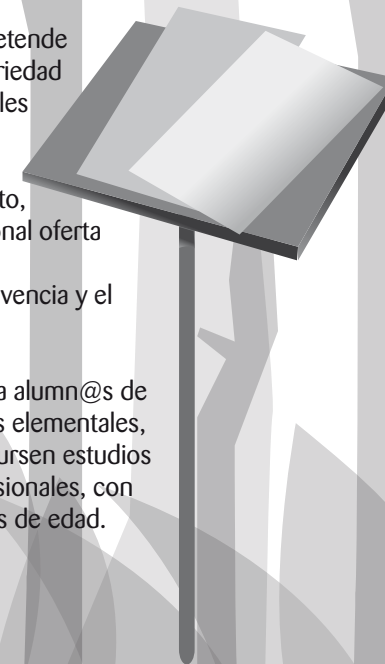 etende
riedad
les
to,
onal oferta
vencia y el
a alumn@s de
s elementales,
ursen estudios
sionales, con
s de edad.